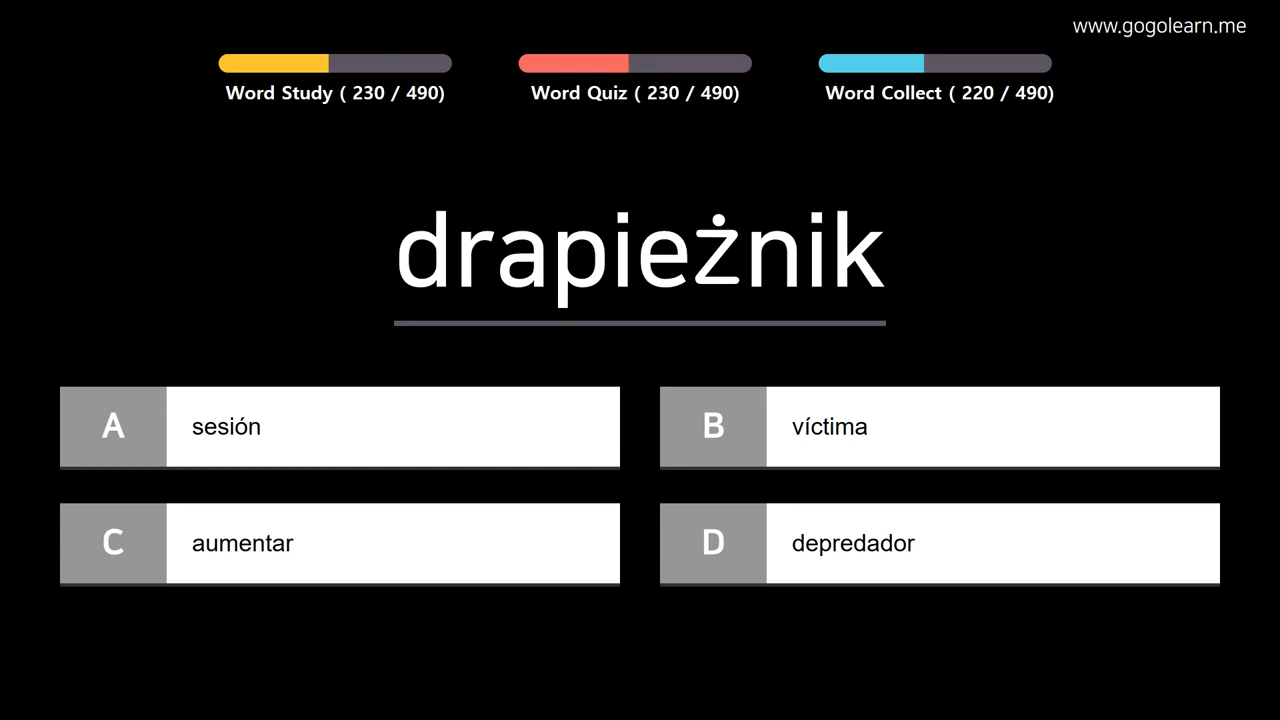 www.gogolearn.me
Word Study ( 230 / 490)
Word Quiz ( 230 / 490)
Word Collect ( 220 / 490)
drapieżnik
A sesión
B víctima
C aumentar
D depredador